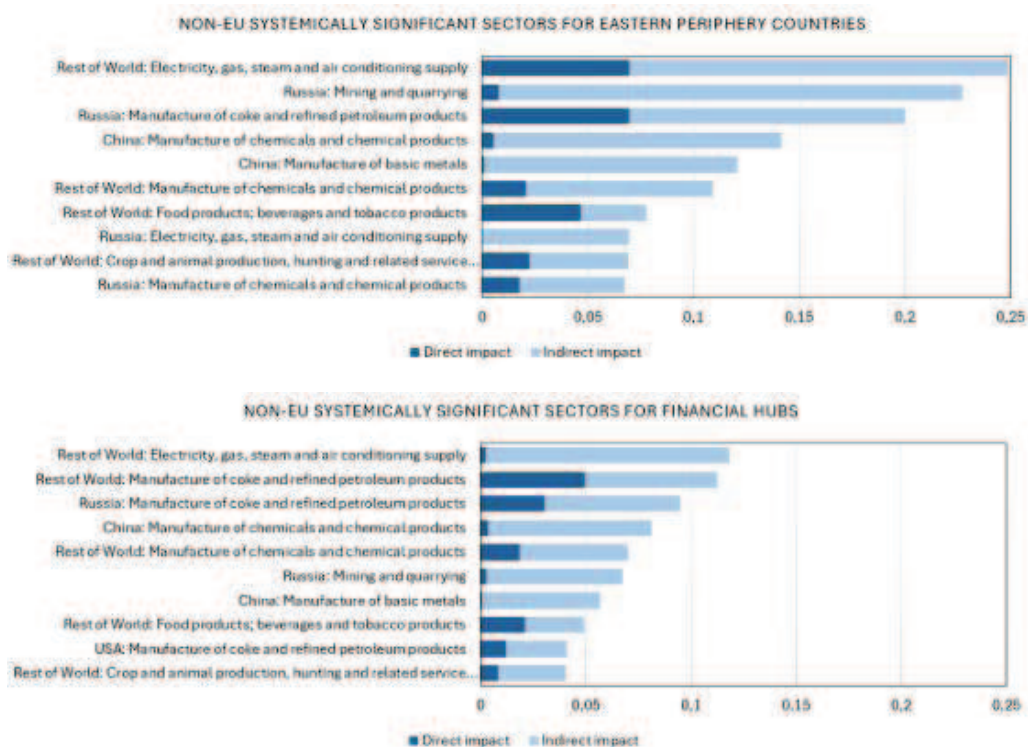 NON-EU SYSTEMICALLY SIGNIFICANT SECTORS FOR EASTERN PERIPHERY COUNTRIES
Rest of World: Electricity, gas, steam and air conditioning supply
Russia: Mining and quarrying
Russia: Manufacture of coke and refined petroleum products
China: Manufacture of chemicals and chemical products
China: Manufacture of basic metals
Rest of World: Manufacture of chemicals and chemical products
Rest of World: Food products; beverages and tobacco products
Russia: Electricity, gas, steam and air conditioning supply
Rest of World: Crop and animal production, hunting and related service...
Russia: Manufacture of chemicals and chemical products
0 0,05 0,1 0,15 0,2 0,25
Direct impact Indirect impact
NON-EU SYSTEMICALLY SIGNIFICANT SECTORS FOR FINANCIAL HUBS
Rest of World: Electricity, gas, steam and air conditioning supply
Rest of World: Manufacture of coke and refined petroleum products
Russia: Manufacture of coke and refined petroleum products
China: Manufacture of chemicals and chemical products
Rest of World: Manufacture of chemicals and chemical products
Russia: Mining and quarrying
China: Manufacture of basic metals
Rest of World: Food products; beverages and tobacco products
USA: Manufacture of coke and refined petroleum products
Rest of World: Crop and animal production, hunting and related service...
0 0,05 0,1 0,15 0,2 0,25
Direct impact Indirect impact